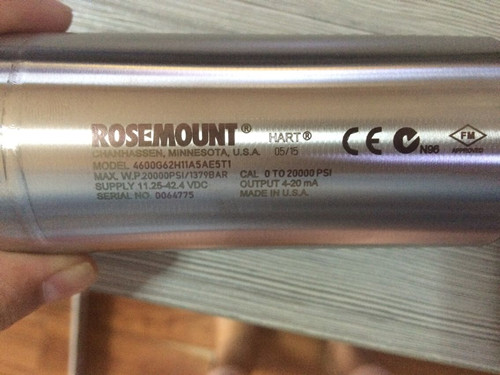 ROSEMOUNT® HART® CE N96 FM
CHANHASSEN, MINNESOTA, U.S.A. 05/15 APPROVED
MODEL 4600G62H11A5AE5T1
MAX. W.P. 20000PSI/1379BAR CAL 0 TO 20000 PSI
SUPPLY 11.25-42.4 VDC OUTPUT 4-20 mA
SERIAL NO. 0064775 MADE IN U.S.A.